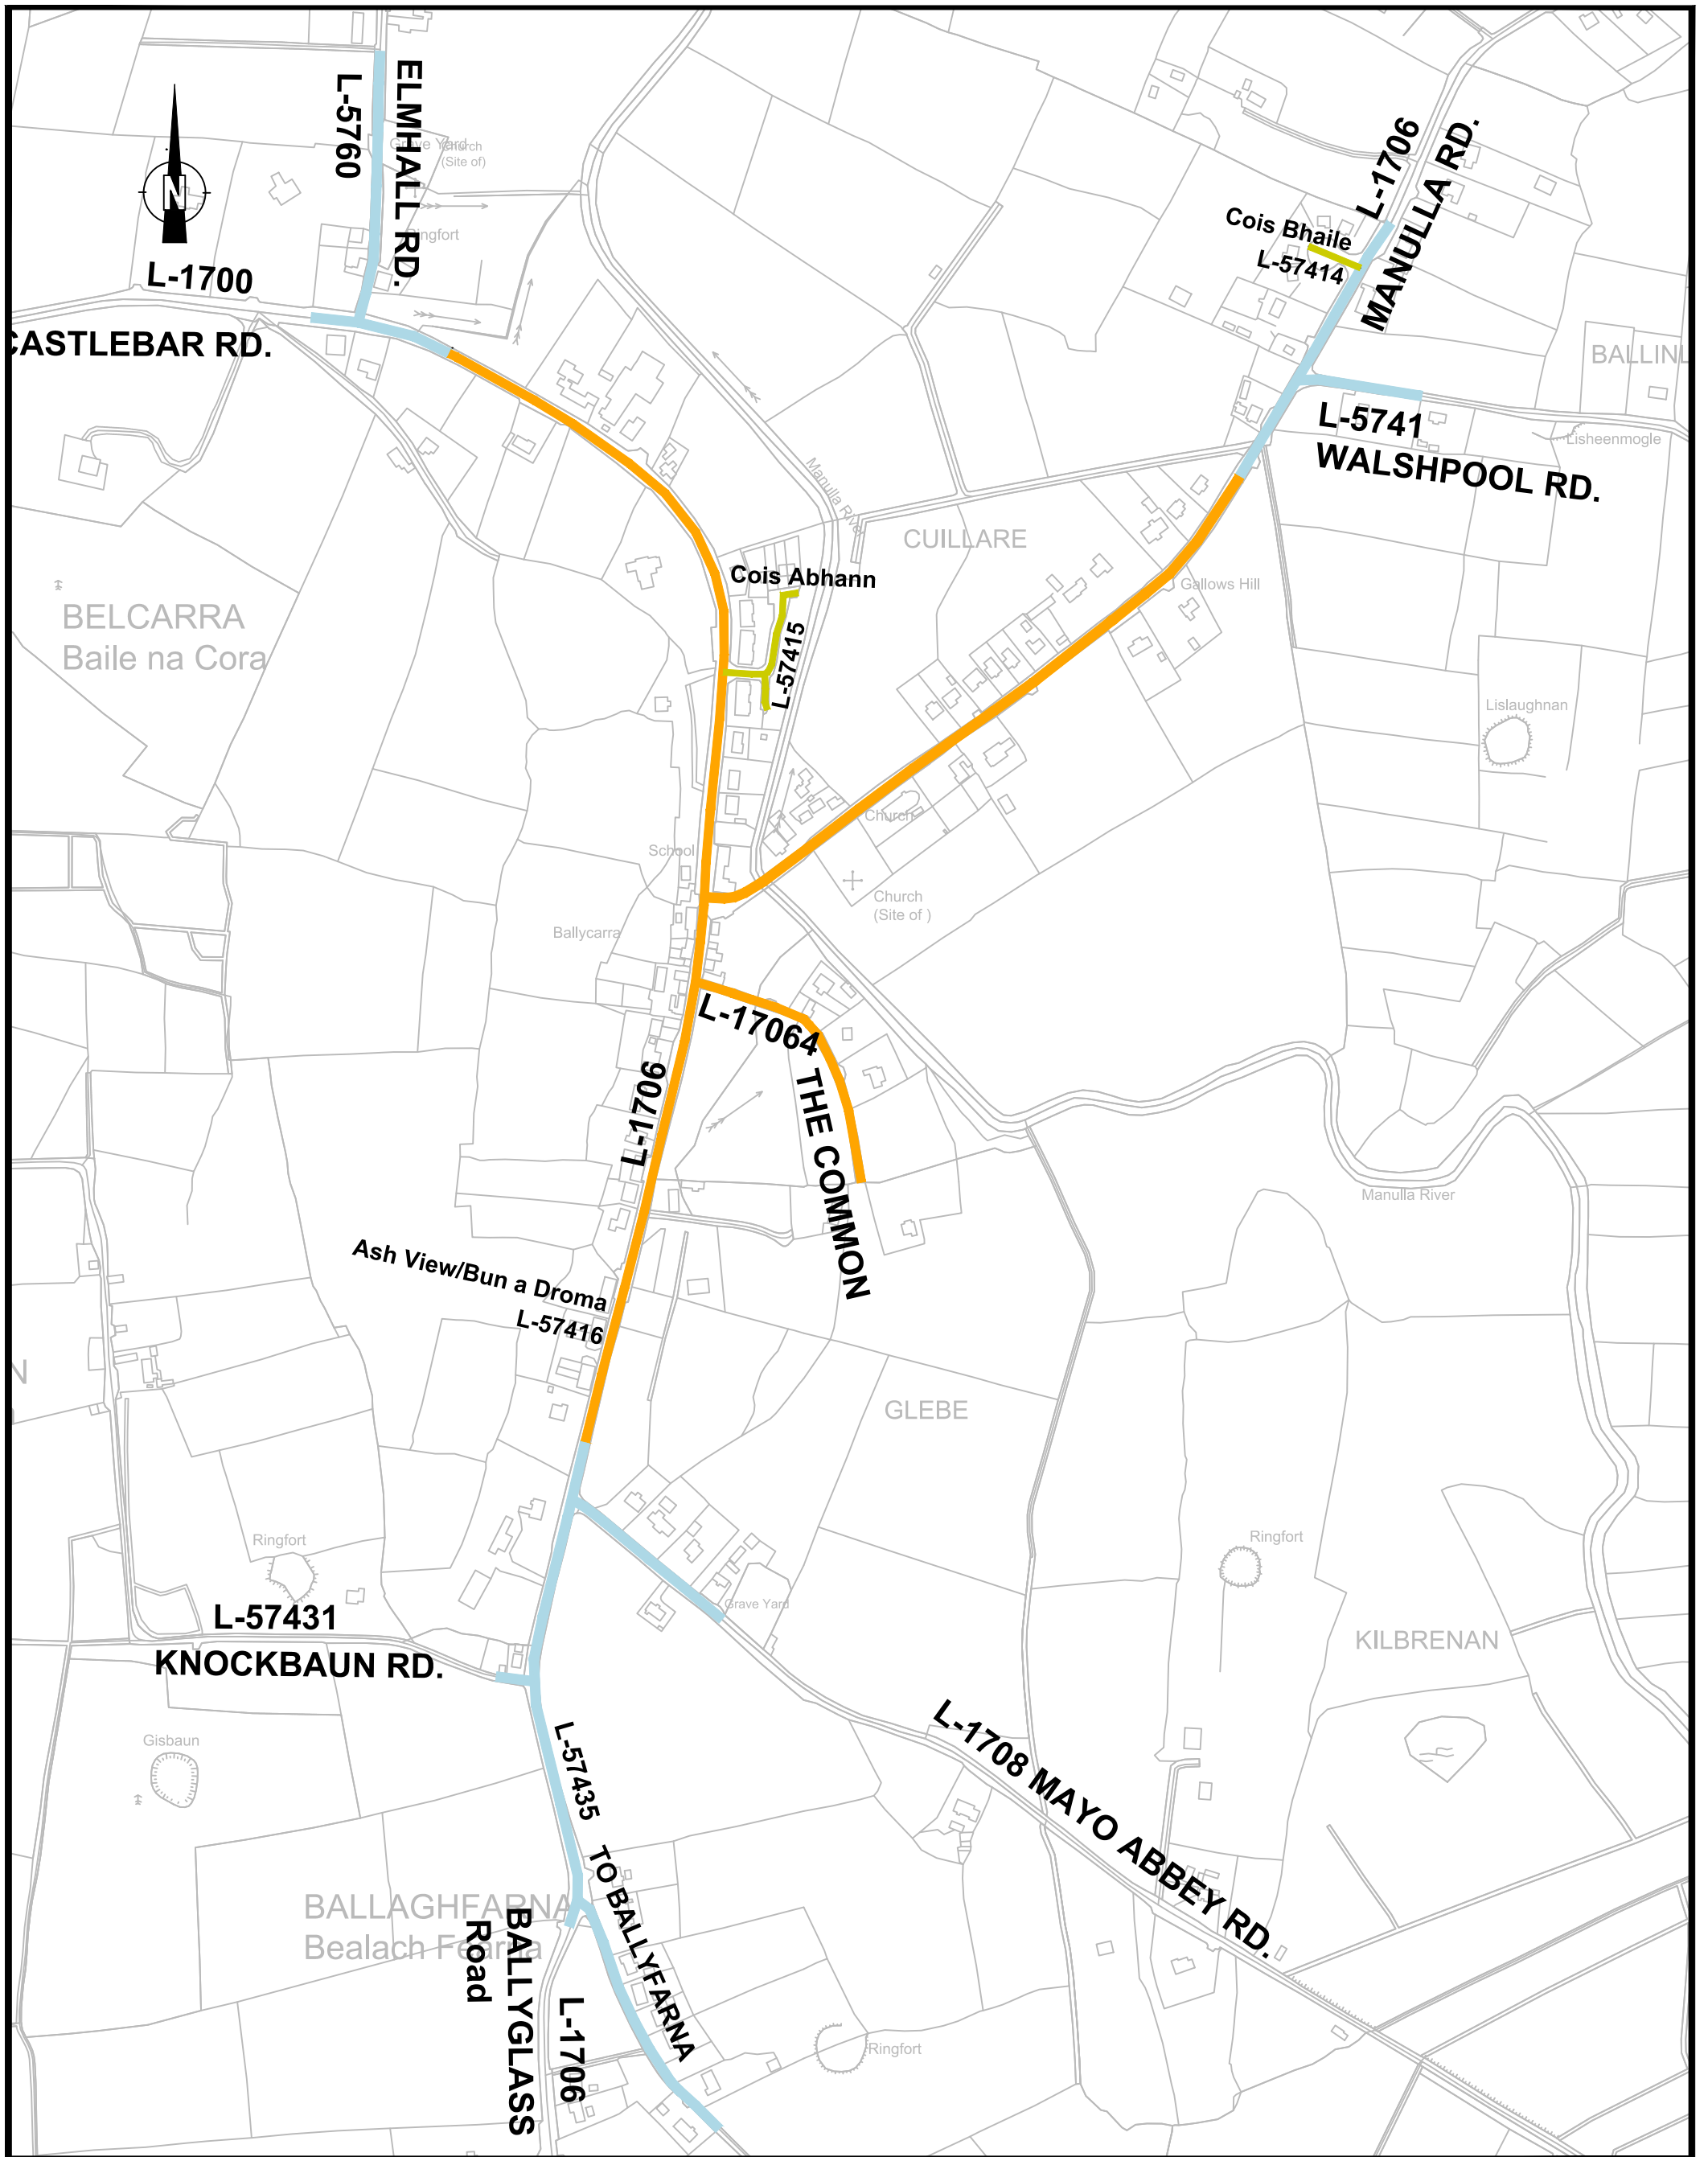 ELMHALL RD.
L-5760
Grave Yard
Church
(Site of)
Ringfort
N
L-1700
CASTLEBAR RD.
L-1706
MANULLA RD.
Cois Bhaile
L-57414
L-5741
WALSHPOOL RD.
Lisheenmogle
Manulla River
CUILLARE
Gallows Hill
Cois Abhann
L-57415
BELCARRA
Baile na Cora
Lislaughnan
School
Church
Church
(Site of )
Ballycarra
L-17064
THE COMMON
L-1706
Manulla River
Ash View/Bun a Droma
L-57416
GLEBE
Ringfort
Ringfort
Grave Yard
L-57431
KNOCKBAUN RD.
KILBRENAN
Gisbaun
L-57435
TO BALLYFARNA
L-1708 MAYO ABBEY RD.
BALLAGHFARNA
Bealach Fearna
BALLYGLASS
Road
L-1706
Ringfort